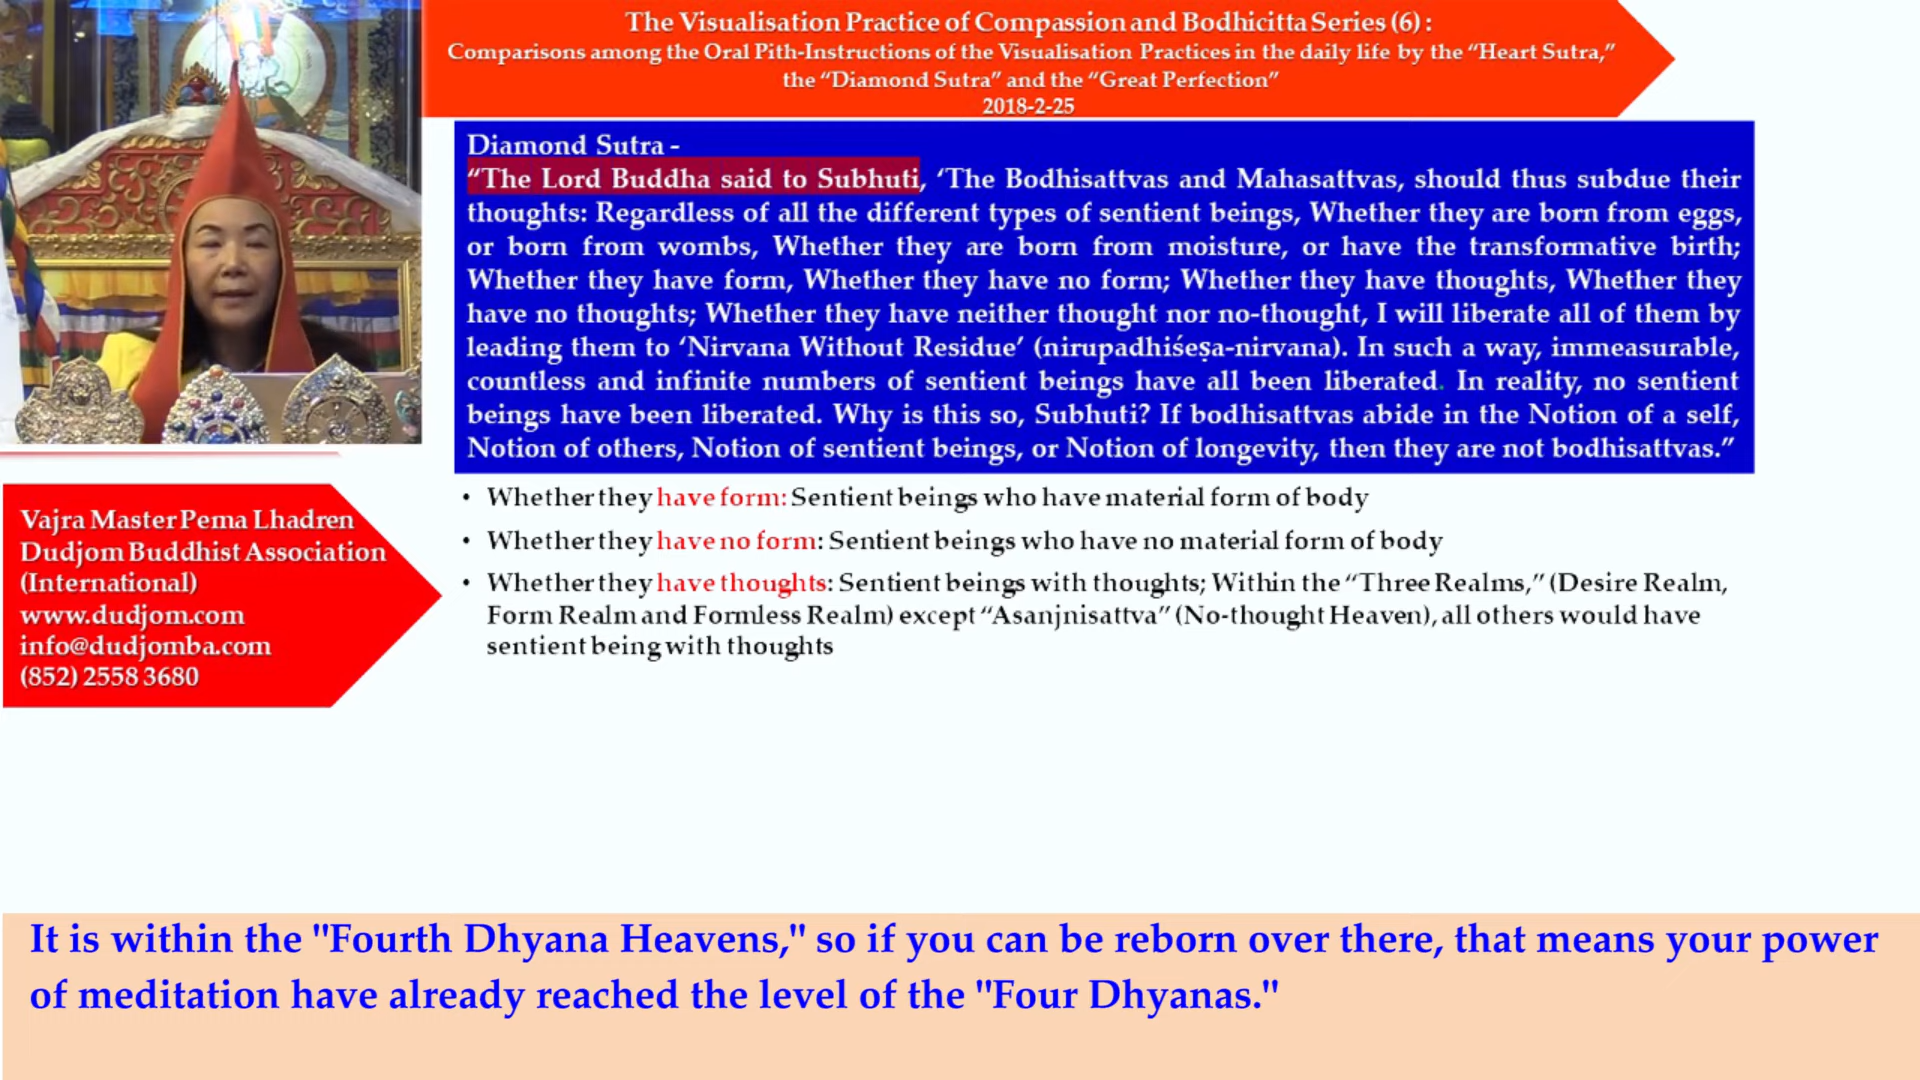 The Visualisation Practice of Compassion and Bodhicitta Series (6) :
Comparisons among the Oral Pith-Instructions of the Visualisation Practices in the daily life by the “Heart Sutra,”
the “Diamond Sutra” and the “Great Perfection”
2018-2-25
Diamond Sutra -
“The Lord Buddha said to Subhuti, ‘The Bodhisattvas and Mahasattvas, should thus subdue their
thoughts: Regardless of all the different types of sentient beings, Whether they are born from eggs,
or born from wombs, Whether they are born from moisture, or have the transformative birth;
Whether they have form, Whether they have no form; Whether they have thoughts, Whether they
have no thoughts; Whether they have neither thought nor no-thought, I will liberate all of them by
leading them to ‘Nirvana Without Residue’ (nirupadhiśeṣa-nirvana). In such a way, immeasurable,
countless and infinite numbers of sentient beings have all been liberated. In reality, no sentient
beings have been liberated. Why is this so, Subhuti? If bodhisattvas abide in the Notion of a self,
Notion of others, Notion of sentient beings, or Notion of longevity, then they are not bodhisattvas.”
• Whether they have form: Sentient beings who have material form of body
• Whether they have no form: Sentient beings who have no material form of body
• Whether they have thoughts: Sentient beings with thoughts; Within the “Three Realms,” (Desire Realm,
Form Realm and Formless Realm) except “Asanjnisattva” (No-thought Heaven), all others would have
sentient being with thoughts
Vajra Master Pema Lhadren
Dudjom Buddhist Association
(International)
www.dudjom.com
info@dudjomba.com
(852) 2558 3680
It is within the "Fourth Dhyana Heavens," so if you can be reborn over there, that means your power
of meditation have already reached the level of the "Four Dhyanas."